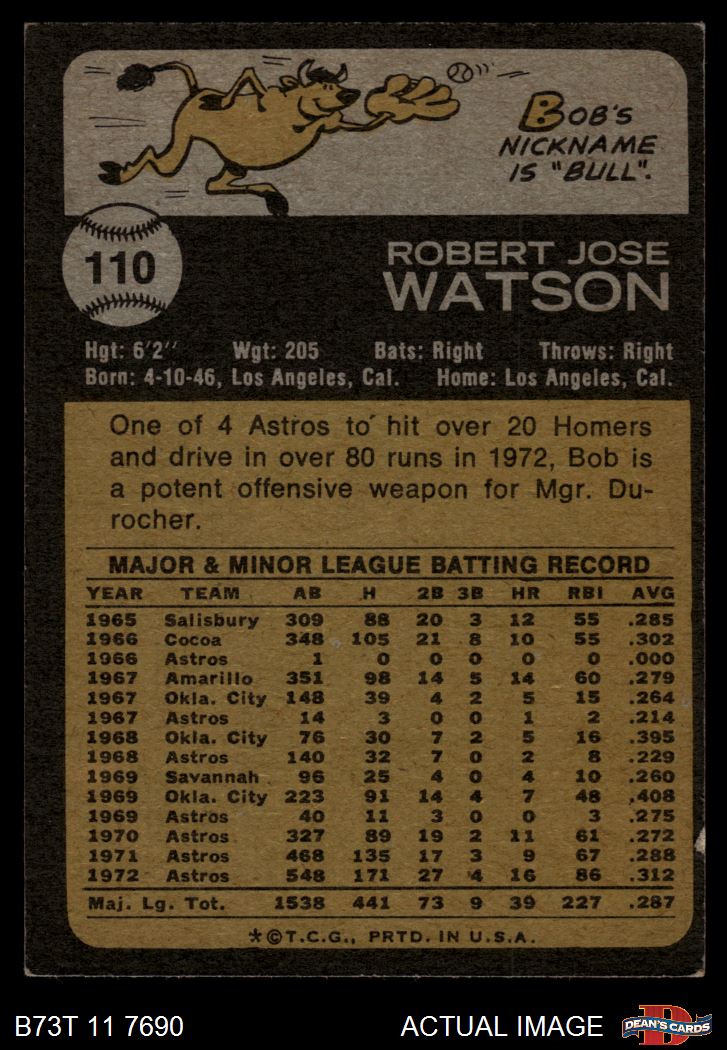 BOB'S
NICKNAME
IS "BULL".
110
ROBERT JOSE
WATSON
Hgt: 6'2" Wgt: 205 Bats: Right Throws: Right
Born: 4-10-46, Los Angeles, Cal. Home: Los Angeles, Cal.
One of 4 Astros to hit over 20 Homers
and drive in over 80 runs in 1972, Bob is
a potent offensive weapon for Mgr. Du-
rocher.
MAJOR & MINOR LEAGUE BATTING RECORD
YEAR TEAM AB H 2B 3B HR RBI AVG
1965 Salisbury 309 88 20 3 12 55 .285
1966 Cocoa 348 105 21 8 10 55 .302
1966 Astros 1 0 0 0 0 0 .000
1967 Amarillo 351 98 14 5 14 60 .279
1967 Okla. City 148 39 4 2 5 15 .264
1967 Astros 14 3 0 0 1 2 .214
1968 Okla. City 76 30 7 2 5 16 .395
1968 Astros 140 32 7 0 2 8 .229
1969 Savannah 96 25 4 0 4 10 .260
1969 Okla. City 223 91 14 4 7 48 .408
1969 Astros 40 11 3 0 0 3 .275
1970 Astros 327 89 19 2 11 61 .272
1971 Astros 468 135 17 3 9 67 .288
1972 Astros 548 171 27 4 16 86 .312
Maj. Lg. Tot. 1538 441 73 9 39 227 .287
*©T.C.G., PRTD. IN U.S.A.
B73T 11 7690 ACTUAL IMAGE D DEAN'S CARDS